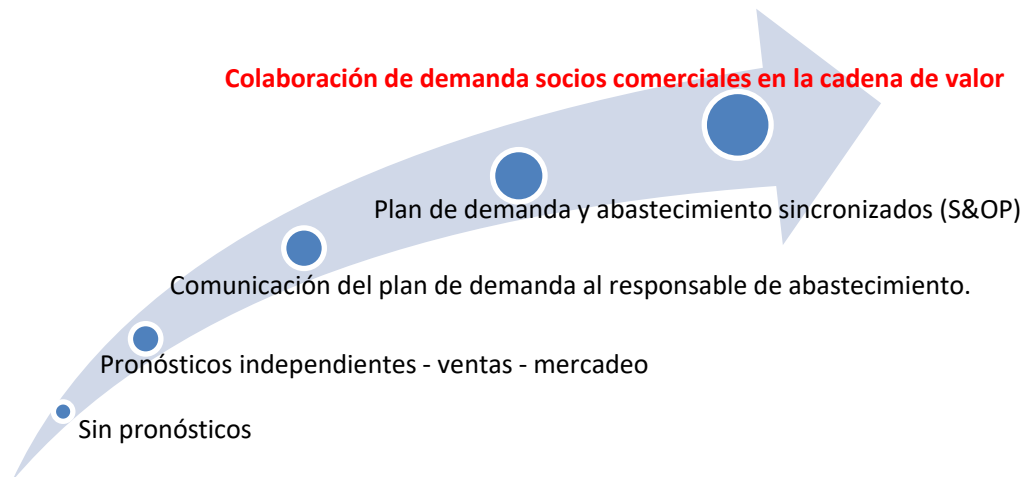 Colaboración de demanda socios comerciales en la cadena de valor
Plan de demanda y abastecimiento sincronizados (S&OP)
Comunicación del plan de demanda al responsable de abastecimiento.
Pronósticos independientes - ventas - mercadeo
Sin pronósticos